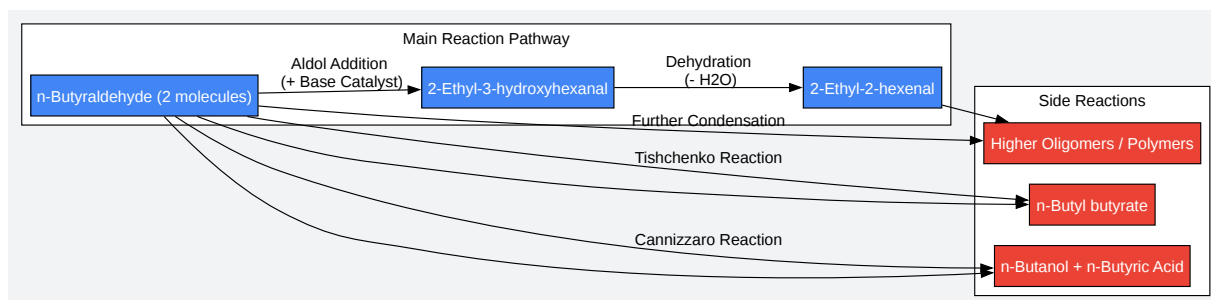 Main Reaction Pathway
Aldol Addition
(+ Base Catalyst)
Dehydration
(- H2O)
n-Butyraldehyde (2 molecules)
2-Ethyl-3-hydroxyhexanal
2-Ethyl-2-hexenal
Side Reactions
Further Condensation
Higher Oligomers / Polymers
Tishchenko Reaction
n-Butyl butyrate
Cannizzaro Reaction
n-Butanol + n-Butyric Acid